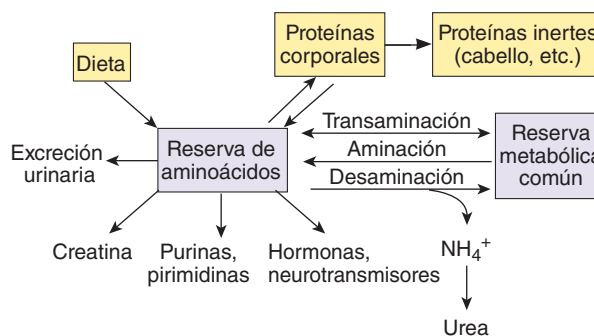 Proteínas
corporales
Proteínas inertes
(cabello, etc.)
Dieta
Transaminación
Reserva de
aminoácidos
Aminación
Reserva
metabólica
común
Excreción
urinaria
Desaminación
Creatina
Purinas,
pirimidinas
Hormonas,
neurotransmisores
NH₄⁺
Urea